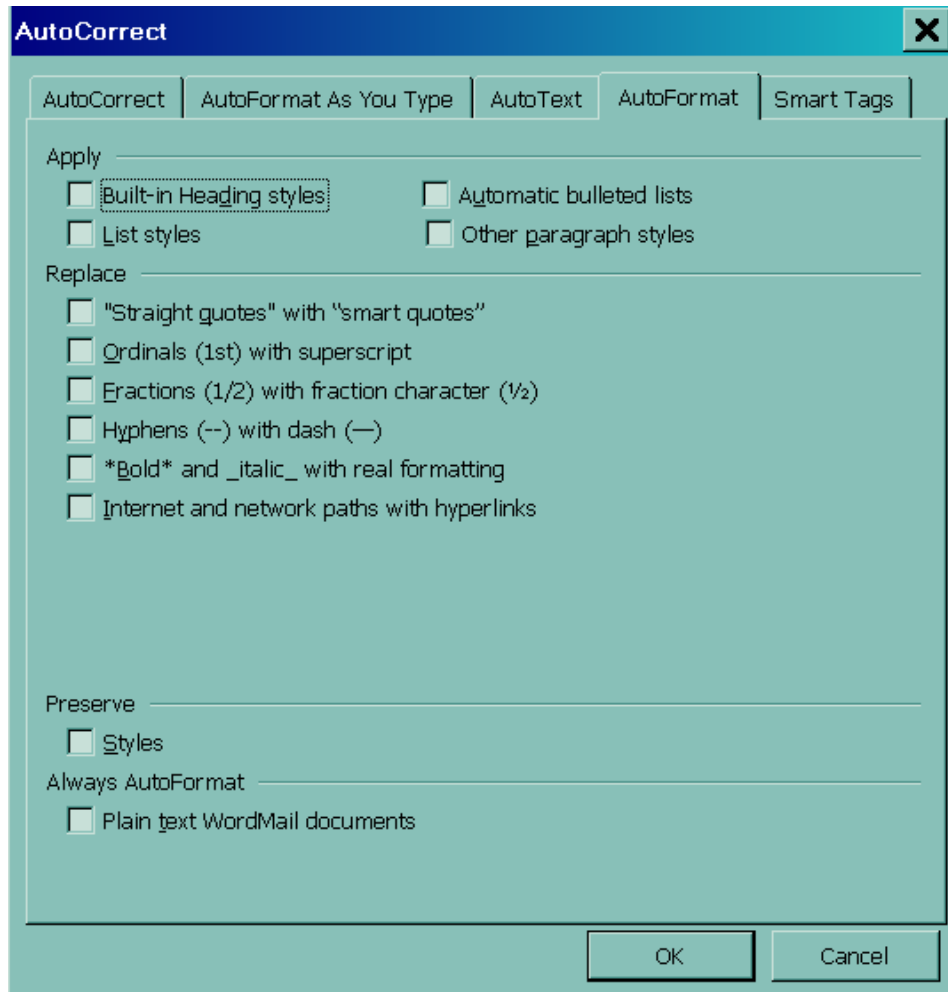 AutoCorrect
AutoCorrect AutoFormat As You Type AutoText AutoFormat Smart Tags
Apply
Built-in Heading styles Automatic bulleted lists
List styles Other paragraph styles
Replace
"Straight quotes" with “smart quotes”
Ordinals (1st) with superscript
Fractions (1/2) with fraction character (½)
Hyphens (--) with dash (—)
*Bold* and _italic_ with real formatting
Internet and network paths with hyperlinks
Preserve
Styles
Always AutoFormat
Plain text WordMail documents
OK Cancel